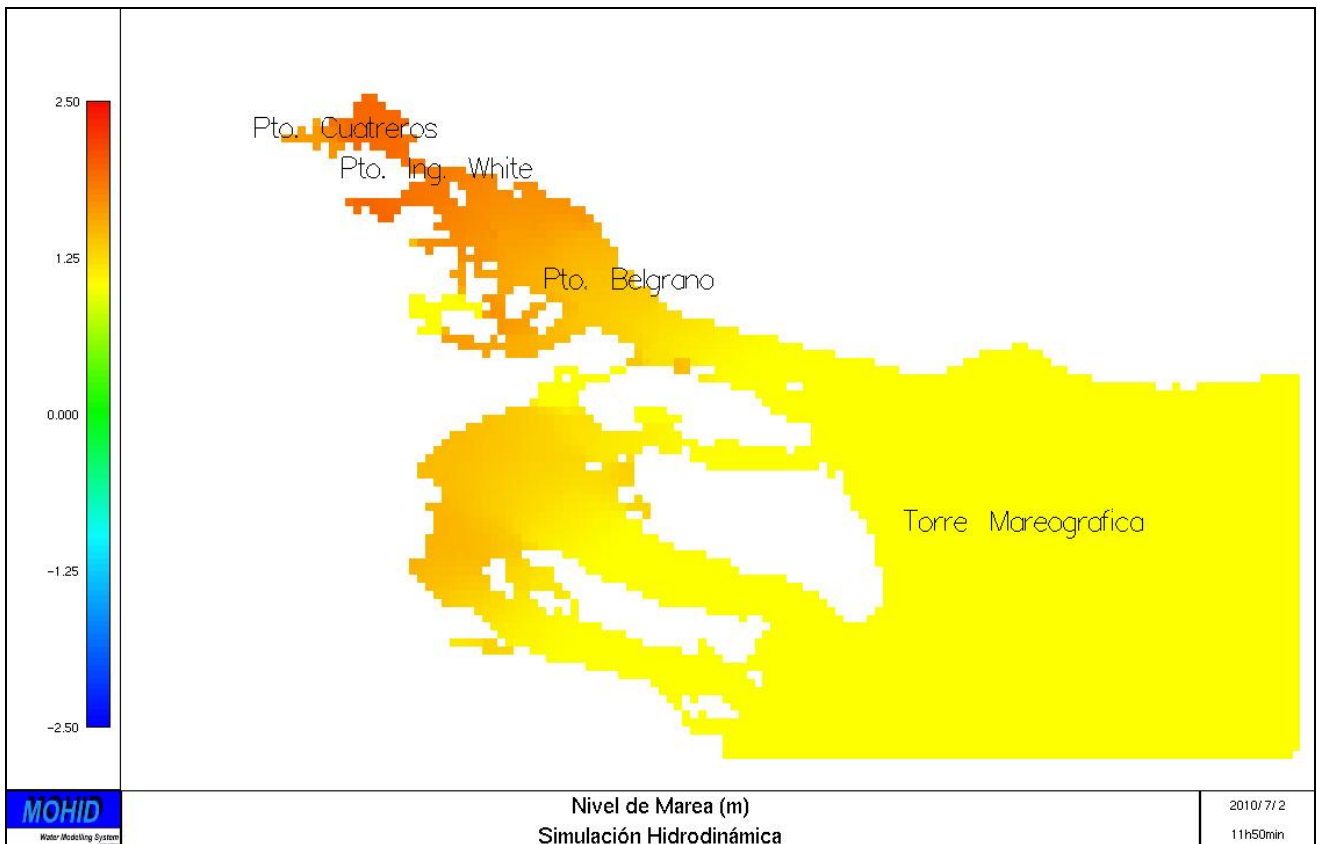 2.50
1.25
0.000
-1.25
-2.50
Pto. Cuatreros
Pto. Ing. White
Pto. Belgrano
Torre Mareografica
MOHID
Water Modelling System
Nivel de Marea (m)
Simulación Hidrodinámica
2010/7/2
11h50min